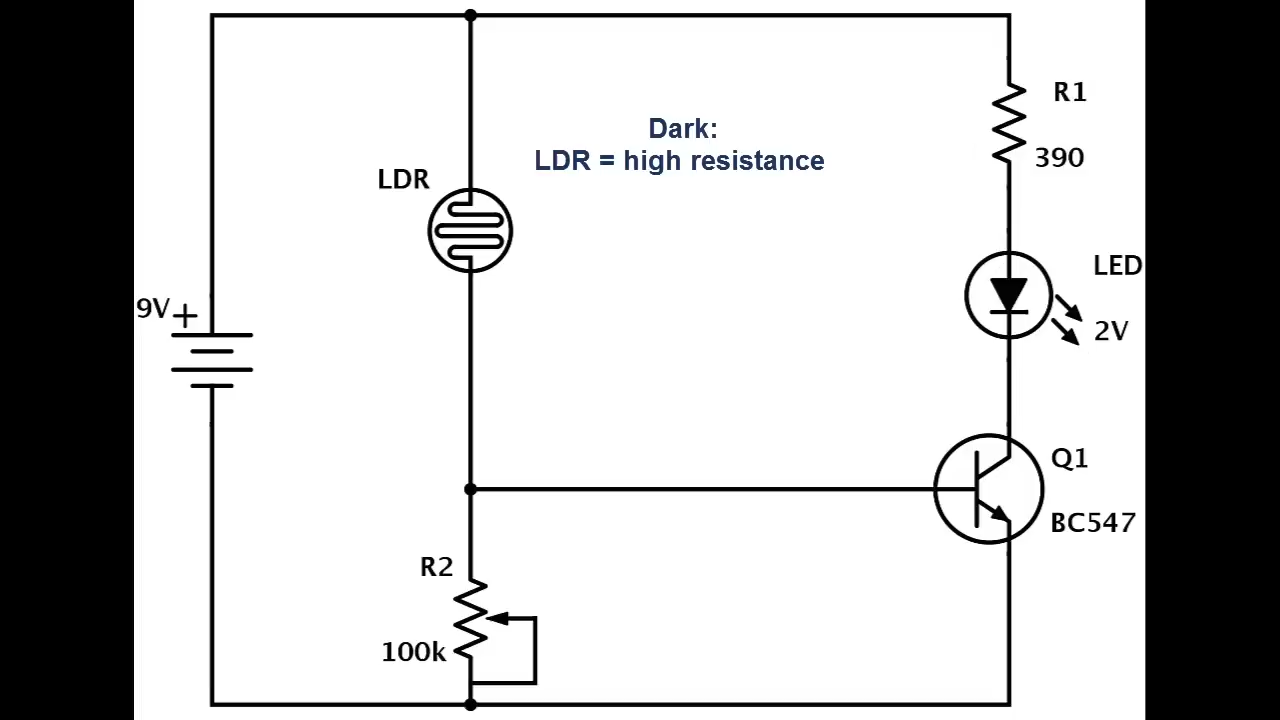 R1
Dark:
LDR = high resistance
390
LDR
LED
9V
2V
Q1
BC547
R2
100k